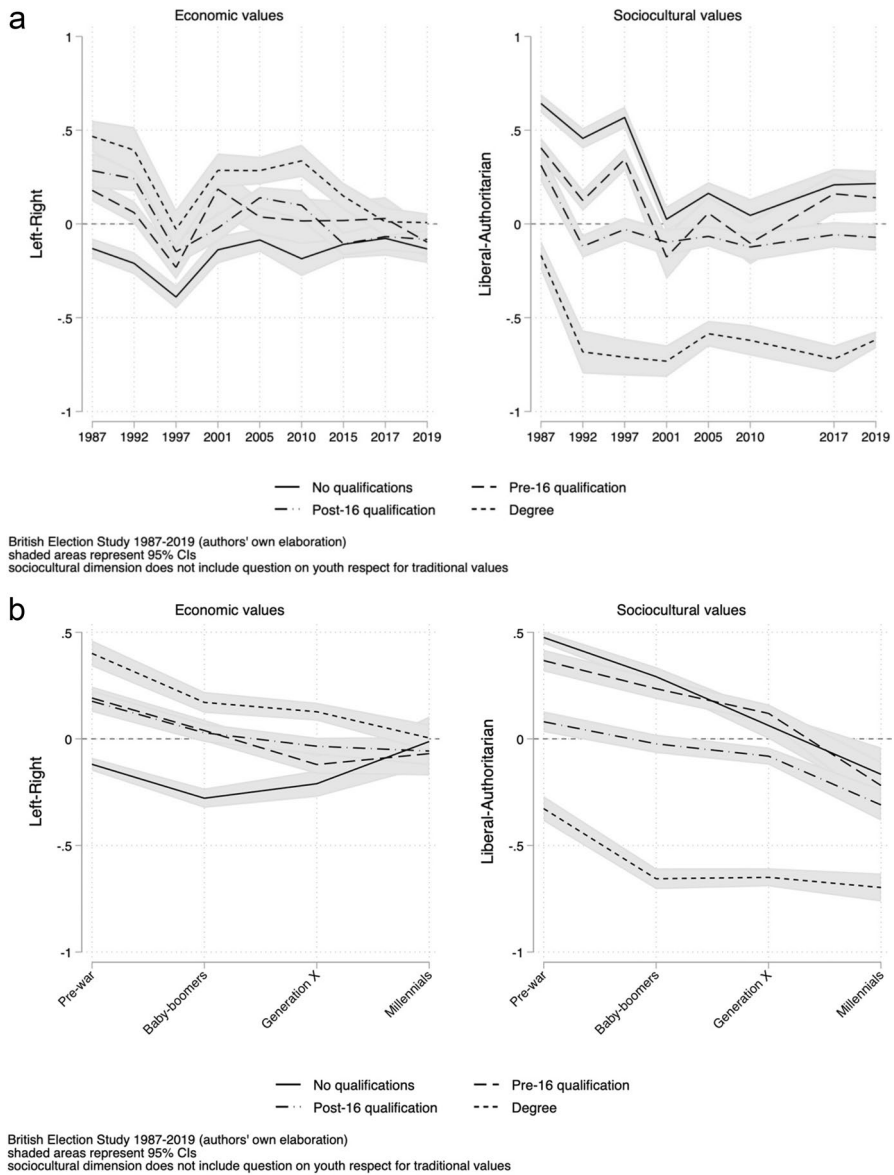 a
Economic values
Sociocultural values
1
.5
0
-.5
-1
Left-Right
1987 1992 1997 2001 2005 2010 2015 2017 2019
1
.5
0
-.5
-1
Liberal-Authoritarian
1987 1992 1997 2001 2005 2010 2017 2019
No qualifications
Pre-16 qualification
Post-16 qualification
Degree
British Election Study 1987-2019 (authors' own elaboration)
shaded areas represent 95% CIs
sociocultural dimension does not include question on youth respect for traditional values
b
Economic values
Sociocultural values
.5
0
-.5
-1
Left-Right
Pre-war
Baby-boomers
Generation X
Millennials
.5
0
-.5
-1
Liberal-Authoritarian
Pre-war
Baby-boomers
Generation X
Millennials
No qualifications
Pre-16 qualification
Post-16 qualification
Degree
British Election Study 1987-2019 (authors' own elaboration)
shaded areas represent 95% CIs
sociocultural dimension does not include question on youth respect for traditional values